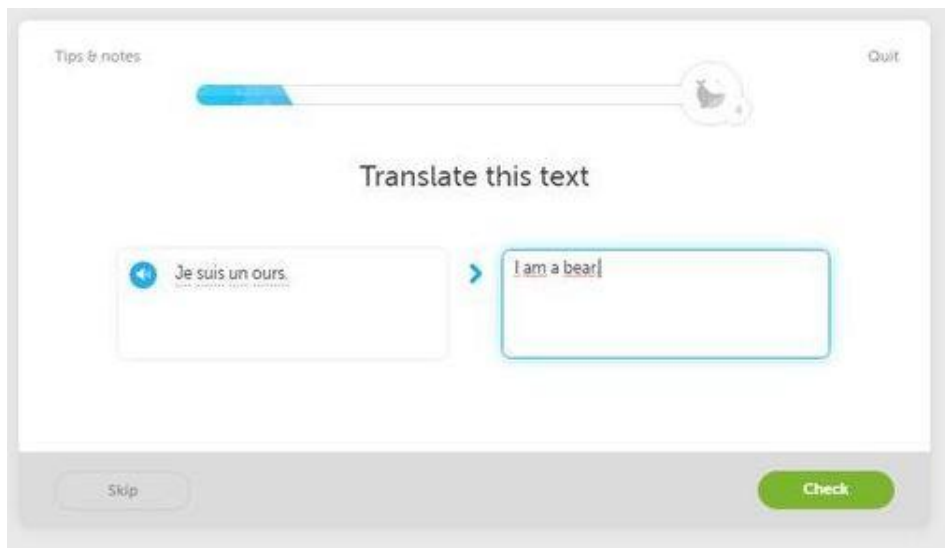 Tips & notes
Quit
Translate this text
Je suis un ours.
I am a bear
Skip
Check